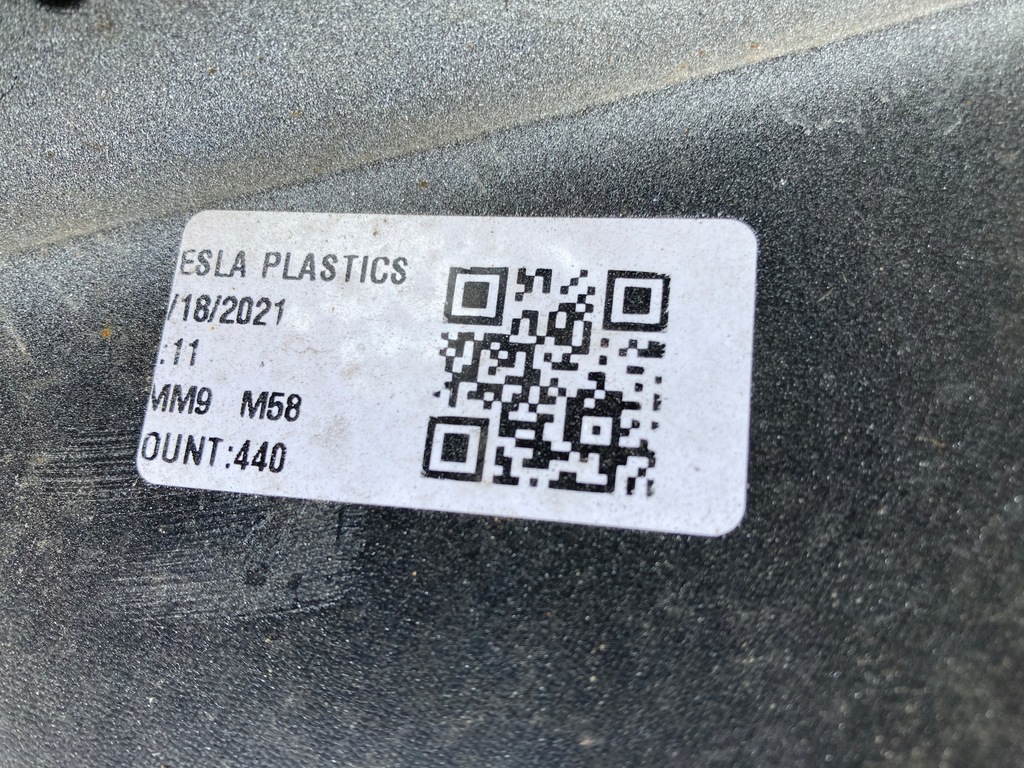 ESLA PLASTICS
/18/2021
:11
MM9 M58
OUNT:440